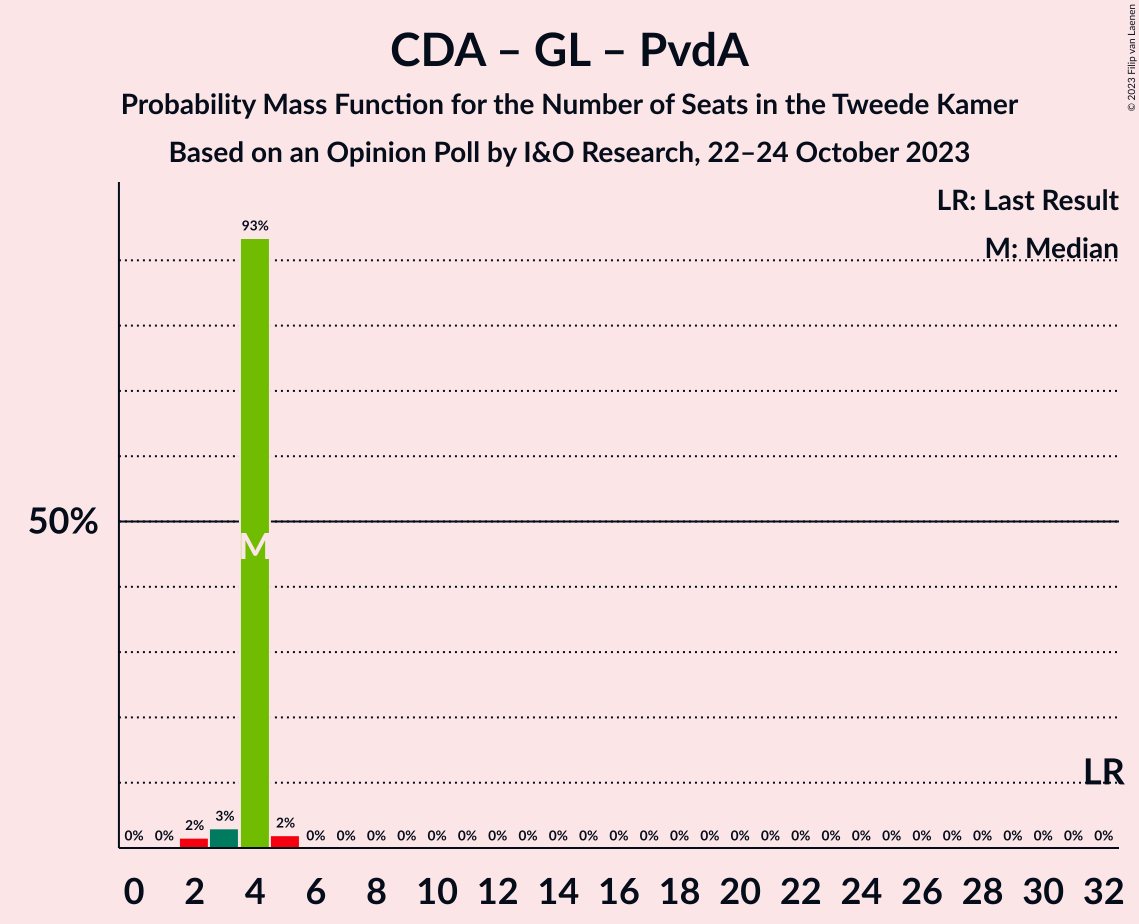 CDA – GL – PvdA
Probability Mass Function for the Number of Seats in the Tweede Kamer
Based on an Opinion Poll by I&O Research, 22–24 October 2023
© 2023 Filip van Laenen
LR: Last Result
M: Median
93%
50%
M
LR
0% 0% 2% 3% 2% 0% 0% 0% 0% 0% 0% 0% 0% 0% 0% 0% 0% 0% 0% 0% 0% 0% 0% 0% 0% 0% 0% 0% 0% 0% 0% 0%
0 2 4 6 8 10 12 14 16 18 20 22 24 26 28 30 32